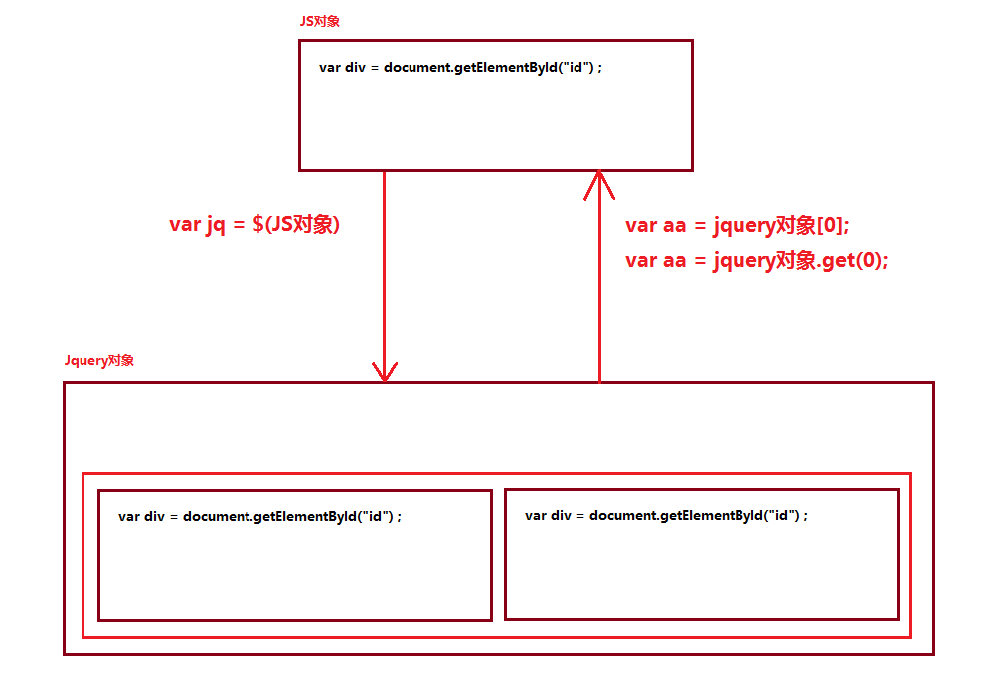 JS对象
var div = document.getElementById("id") ;
var jq = $(JS对象)
var aa = jquery对象[0];
var aa = jquery对象.get(0);
Jquery对象
var div = document.getElementById("id") ;
var div = document.getElementById("id") ;